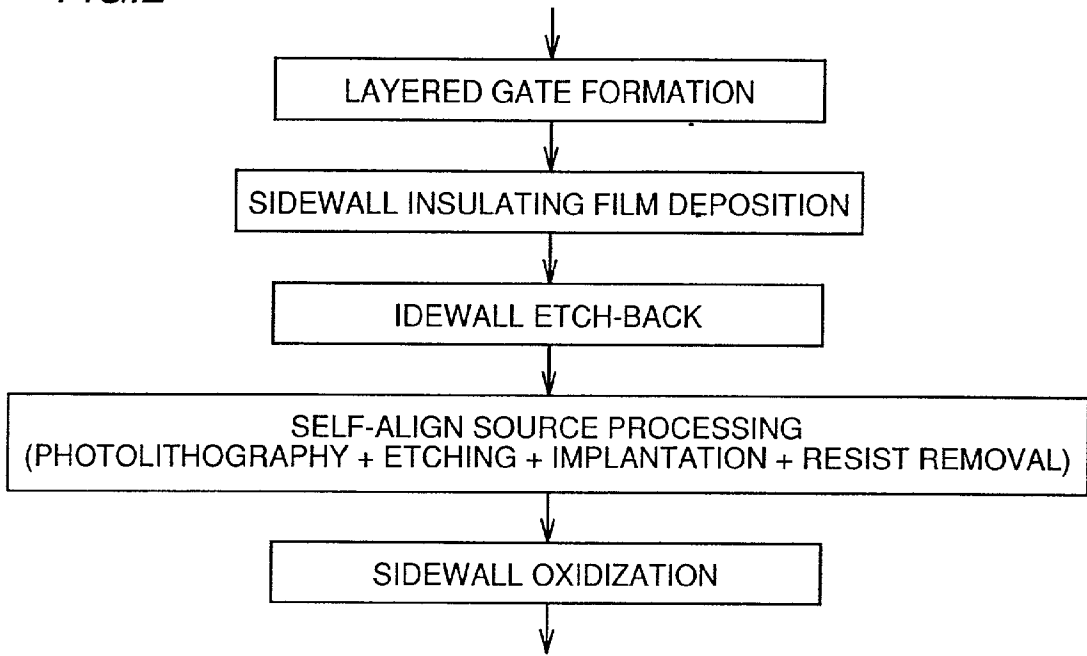 LAYERED GATE FORMATION
SIDEWALL INSULATING FILM DEPOSITION
IDEWALL ETCH-BACK
SELF-ALIGN SOURCE PROCESSING
(PHOTOLITHOGRAPHY + ETCHING + IMPLANTATION + RESIST REMOVAL)
SIDEWALL OXIDIZATION